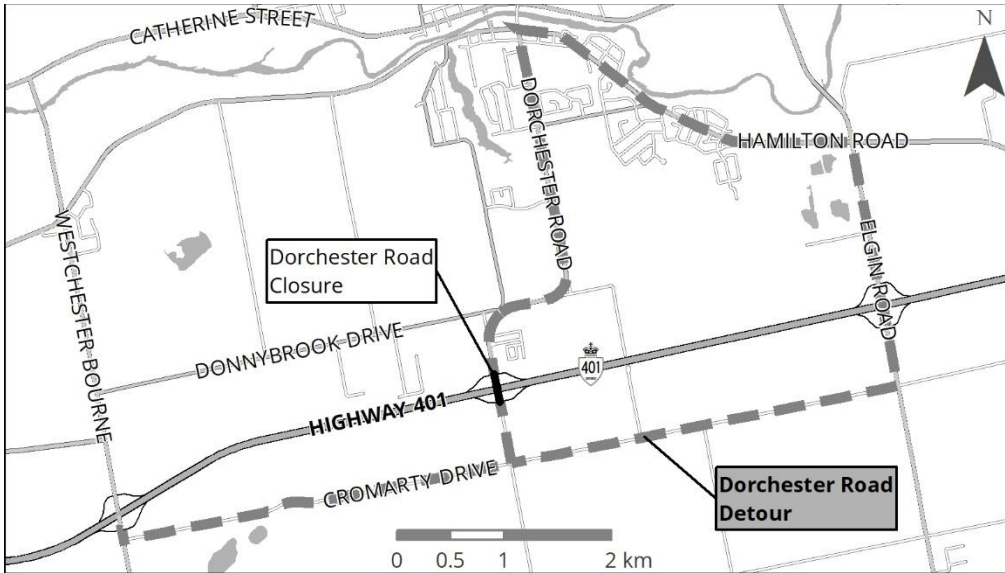 CATHERINE STREET
N
DORCHESTER ROAD
HAMILTON ROAD
WESTCHESTER BOURNE
Dorchester Road
Closure
ELGIN ROAD
DONNYBROOK DRIVE
401
HIGHWAY 401
CROMARTY DRIVE
Dorchester Road
Detour
0 0.5 1 2 km